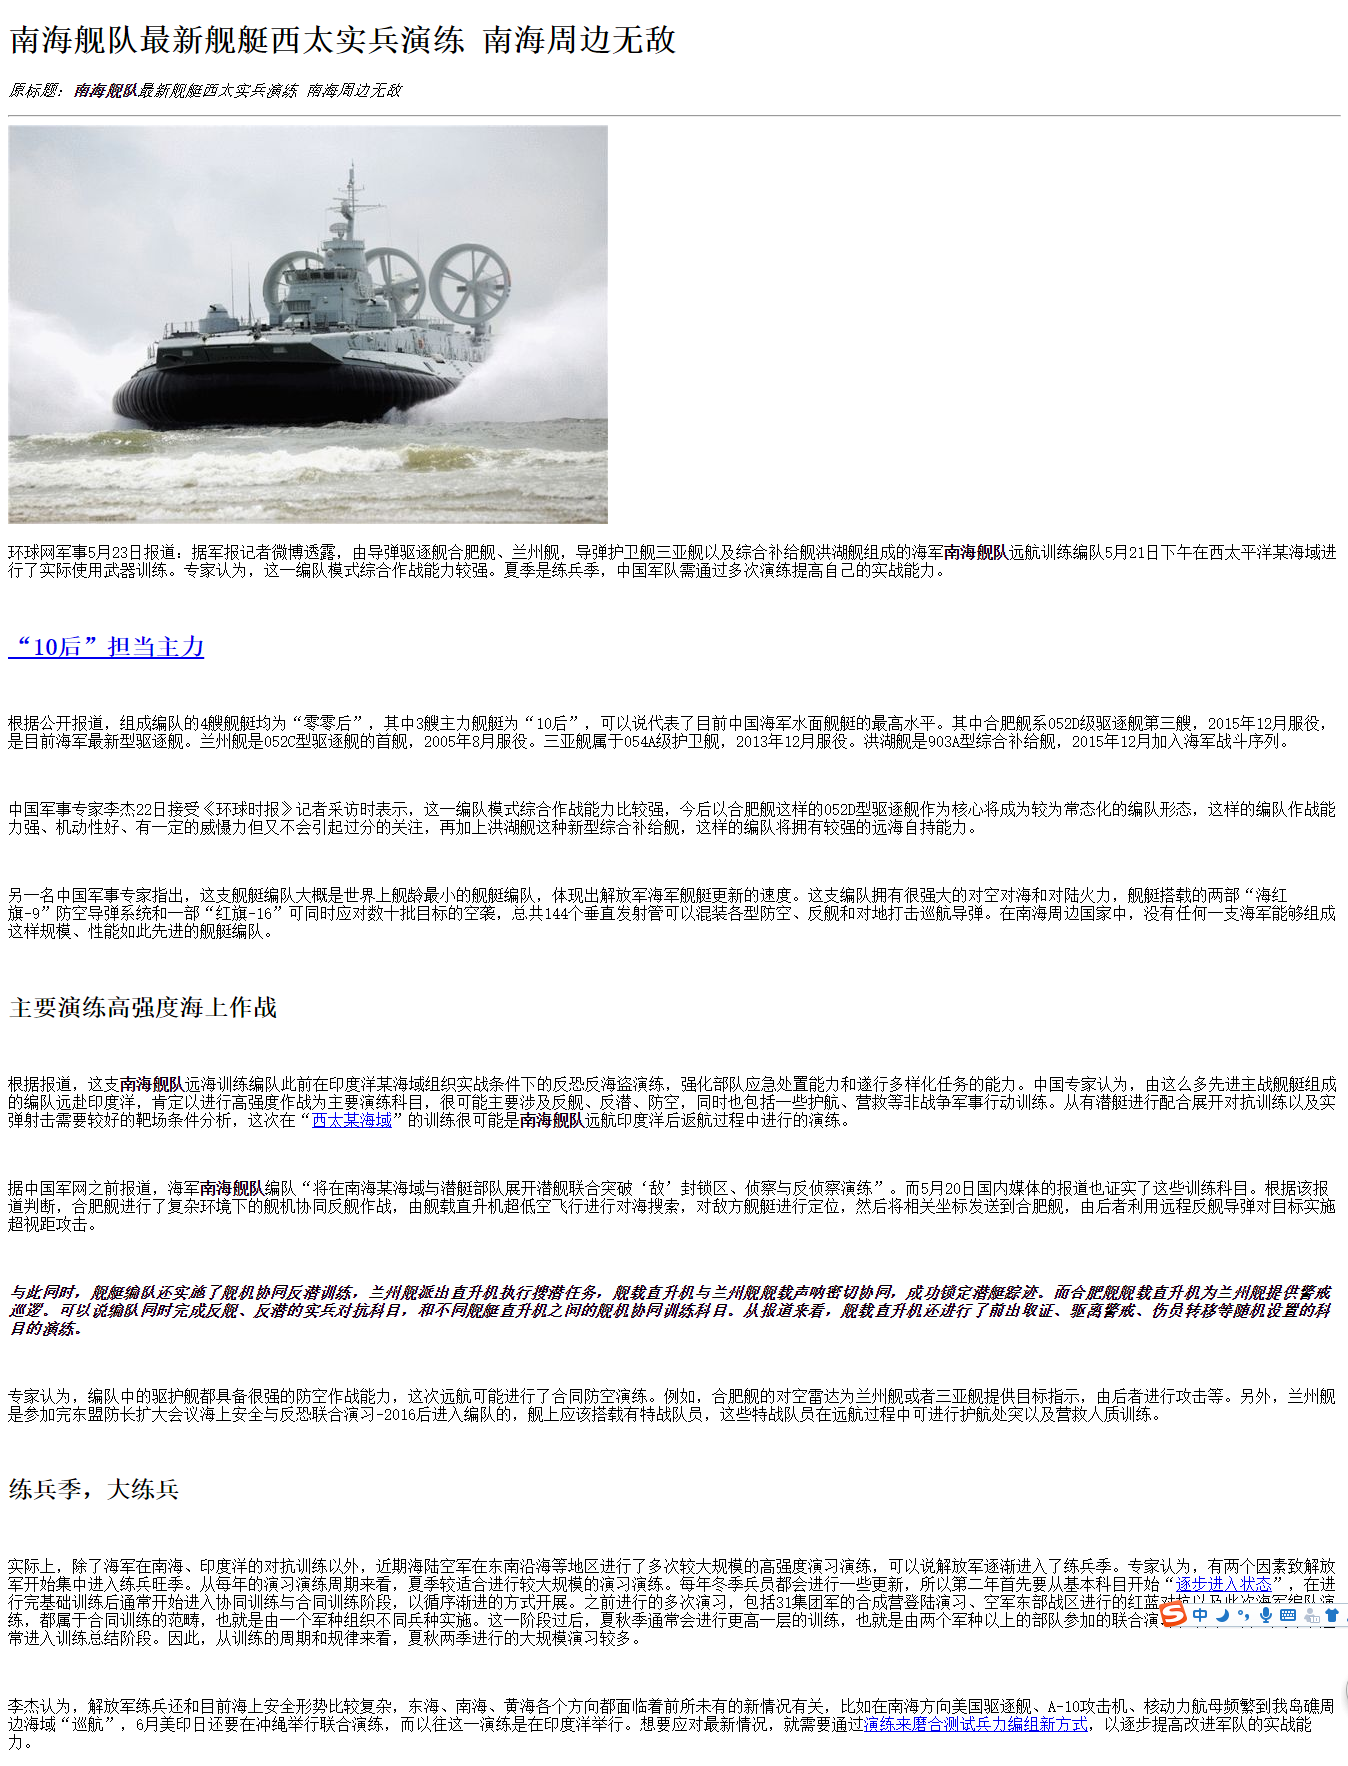 南海舰队最新舰艇西太实兵演练 南海周边无敌
原标题：南海舰队最新舰艇西太实兵演练 南海周边无敌
环球网军事5月23日报道：据军报记者微博透露，由导弹驱逐舰合肥舰、兰州舰，导弹护卫舰三亚舰以及综合补给舰洪湖舰组成的海军南海舰队远航训练编队5月21日下午在西太平洋某海域进
行了实际使用武器训练。专家认为，这一编队模式综合作战能力较强。夏季是练兵季，中国军队需通过多次演练提高自己的实战能力。
“10后”担当主力
根据公开报道，组成编队的4艘舰艇均为“零零后”，其中3艘主力舰艇为“10后”，可以说代表了目前中国海军水面舰艇的最高水平。其中合肥舰系052D级驱逐舰第三艘，2015年12月服役，
是目前海军最新型驱逐舰。兰州舰是052C型驱逐舰的首舰，2005年8月服役。三亚舰属于054A级护卫舰，2013年12月服役。洪湖舰是903A型综合补给舰，2015年12月加入海军战斗序列。
中国军事专家李杰22日接受《环球时报》记者采访时表示，这一编队模式综合作战能力比较强，今后以合肥舰这样的052D型驱逐舰作为核心将成为较为常态化的编队形态，这样的编队作战能
力强、机动性好、有一定的威慑力但又不会引起过分的关注，再加上洪湖舰这种新型综合补给舰，这样的编队将拥有较强的远海自持能力。
另一名中国军事专家指出，这支舰艇编队大概是世界上舰龄最小的舰艇编队，体现出解放军海军舰艇更新的速度。这支编队拥有很强大的对空对海和对陆火力，舰艇搭载的两部“海红
旗-9”防空导弹系统和一部“红旗-16”可同时应对数十批目标的空袭，总共144个垂直发射管可以混装各型防空、反舰和对地打击巡航导弹。在南海周边国家中，没有任何一支海军能够组成
这样规模、性能如此先进的舰艇编队。
主要演练高强度海上作战
根据报道，这支南海舰队远海训练编队此前在印度洋某海域组织实战条件下的反恐反海盗演练，强化部队应急处置能力和遂行多样化任务的能力。中国专家认为，由这么多先进主战舰艇组成
的编队远赴印度洋，肯定以进行高强度作战为主要演练科目，很可能主要涉及反舰、反潜、防空，同时也包括一些护航、营救等非战争军事行动训练。从有潜艇进行配合展开对抗训练以及实
弹射击需要较好的靶场条件分析，这次在“西太某海域”的训练很可能是南海舰队远航印度洋后返航过程中进行的演练。
据中国军网之前报道，海军南海舰队编队“将在南海某海域与潜艇部队展开潜舰联合突破‘敌’封锁区、侦察与反侦察演练”。而5月20日国内媒体的报道也证实了这些训练科目。根据该报
道判断，合肥舰进行了复杂环境下的舰机协同反舰作战，由舰载直升机超低空飞行进行对海搜索，对敌方舰艇进行定位，然后将相关坐标发送到合肥舰，由后者利用远程反舰导弹对目标实施
超视距攻击。
与此同时，舰艇编队还实施了舰机协同反潜训练，兰州舰派出直升机执行搜潜任务，舰载直升机与兰州舰舰载声呐密切协同，成功锁定潜艇踪迹。而合肥舰舰载直升机为兰州舰提供警戒
巡逻。可以说编队同时完成反舰、反潜的实兵对抗科目，和不同舰艇直升机之间的舰机协同训练科目。从报道来看，舰载直升机还进行了前出取证、驱离警戒、伤员转移等随机设置的科
目的演练。
专家认为，编队中的驱护舰都具备很强的防空作战能力，这次远航可能进行了合同防空演练。例如，合肥舰的对空雷达为兰州舰或者三亚舰提供目标指示，由后者进行攻击等。另外，兰州舰
是参加完东盟防长扩大会议海上安全与反恐联合演习-2016后进入编队的，舰上应该搭载有特战队员，这些特战队员在远航过程中可进行护航处突以及营救人质训练。
练兵季，大练兵
实际上，除了海军在南海、印度洋的对抗训练以外，近期海陆空军在东南沿海等地区进行了多次较大规模的高强度演习演练，可以说解放军逐渐进入了练兵季。专家认为，有两个因素致解放
军开始集中进入练兵旺季。从每年的演习演练周期来看，夏季较适合进行较大规模的演习演练。每年冬季兵员都会进行一些更新，所以第二年首先要从基本科目开始“逐步进入状态”，在进
行完基础训练后通常开始进入协同训练与合同训练阶段，以循序渐进的方式开展。之前进行的多次演习，包括31集团军的合成营登陆演习、空军东部战区进行的红蓝对抗以及此次海军编队演
练，都属于合同训练的范畴，也就是由一个军种组织不同兵种实施。这一阶段过后，夏秋季通常会进行更高一层的训练，也就是由两个军种以上的部队参加的联合演
常进入训练总结阶段。因此，从训练的周期和规律来看，夏秋两季进行的大规模演习较多。
中
李杰认为，解放军练兵还和目前海上安全形势比较复杂，东海、南海、黄海各个方向都面临着前所未有的新情况有关，比如在南海方向美国驱逐舰、A-10攻击机、核动力航母频繁到我岛礁周
边海域“巡航”，6月美印日还要在冲绳举行联合演练，而以往这一演练是在印度洋举行。想要应对最新情况，就需要通过演练来磨合测试兵力编组新方式，以逐步提高改进军队的实战能
力。